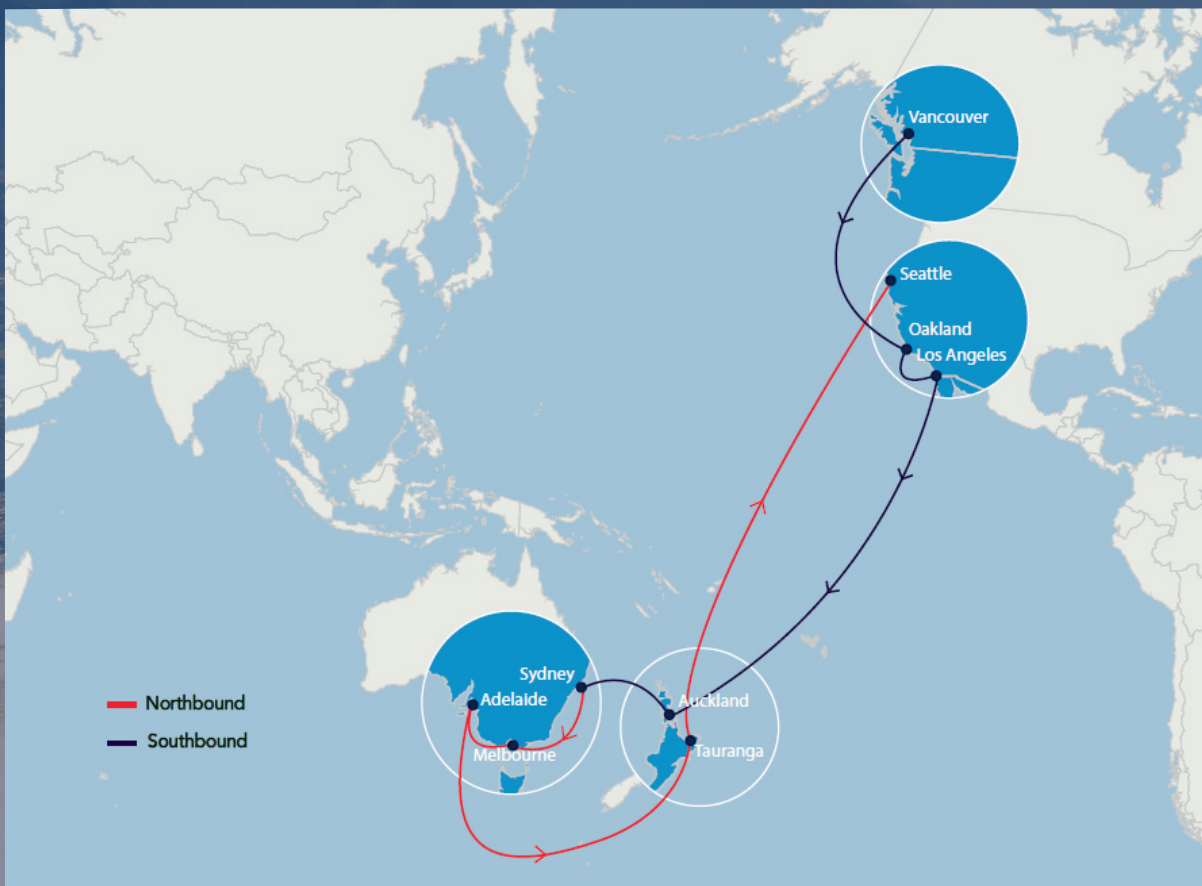 Vancouver
Seattle
Oakland
Los Angeles
Sydney
Adelaide
Auckland
Melbourne
Tauranga
Northbound
Southbound